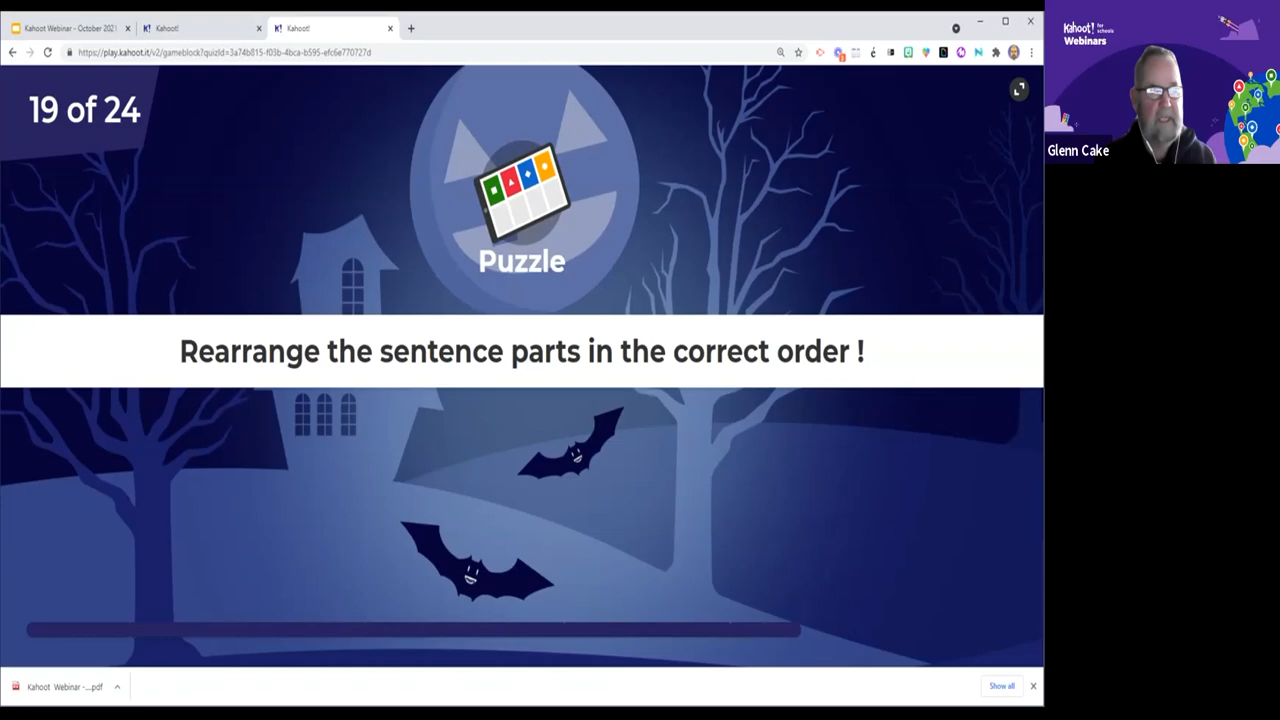 Kahoot Webinar - October 2021
Kahoot!
Kahoot!
https://play.kahoot.it/v2/gameblock?quizId=3a74b815-f03b-4bca-b595-efc6e770727d
19 of 24
Puzzle
Rearrange the sentence parts in the correct order !
Kahoot Webinar -....pdf
Show all
Kahoot! for schools
Webinars
Glenn Cake